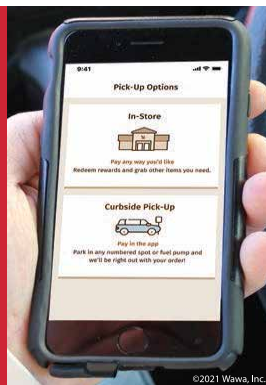 9:41
Pick-Up Options
In-Store
Pay any way you'd like
Redeem rewards and grab other items you need.
Curbside Pick-Up
Pay in the app
Park in any numbered spot or fuel pump and
we'll be right out with your order!
©2021 Wawa, Inc.